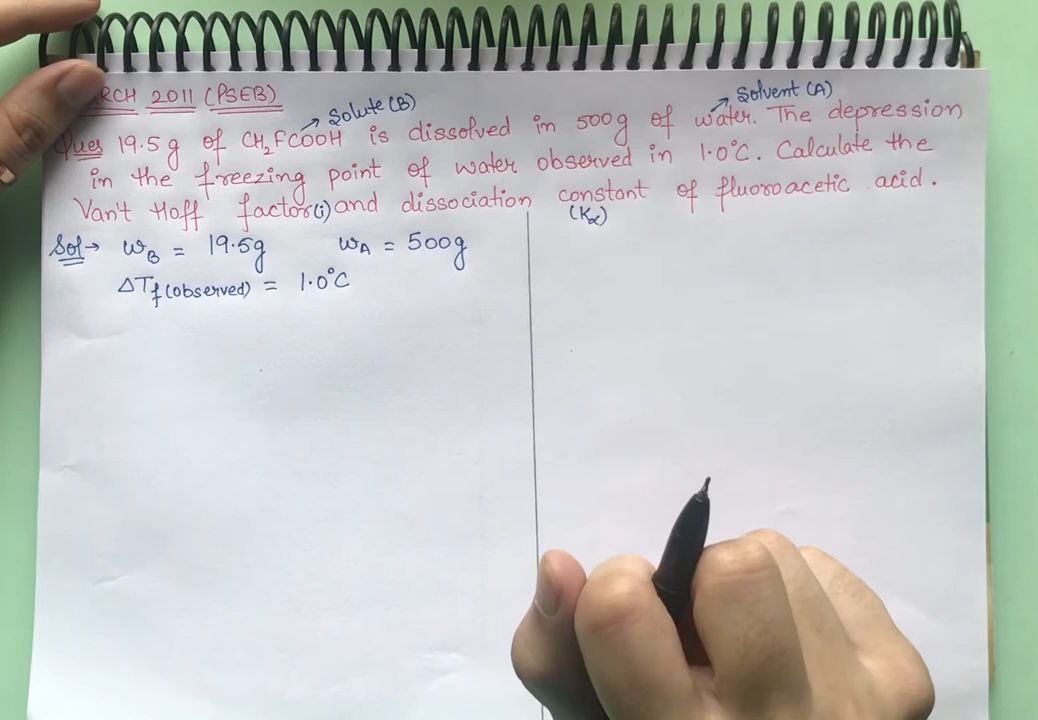 RCH 2011 (PSEB)
→ Solute (B)
→ Solvent (A)
Ques 19.5 g of CH₂FCOOH is dissolved in 500g of water. The depression
in the freezing point of water observed in 1.0°C. Calculate the
Van't Hoff factor(i) and dissociation constant of fluoroacetic acid.
(Kα)
Sol→ wB = 19.5g wA = 500g
ΔTf(observed) = 1.0°C